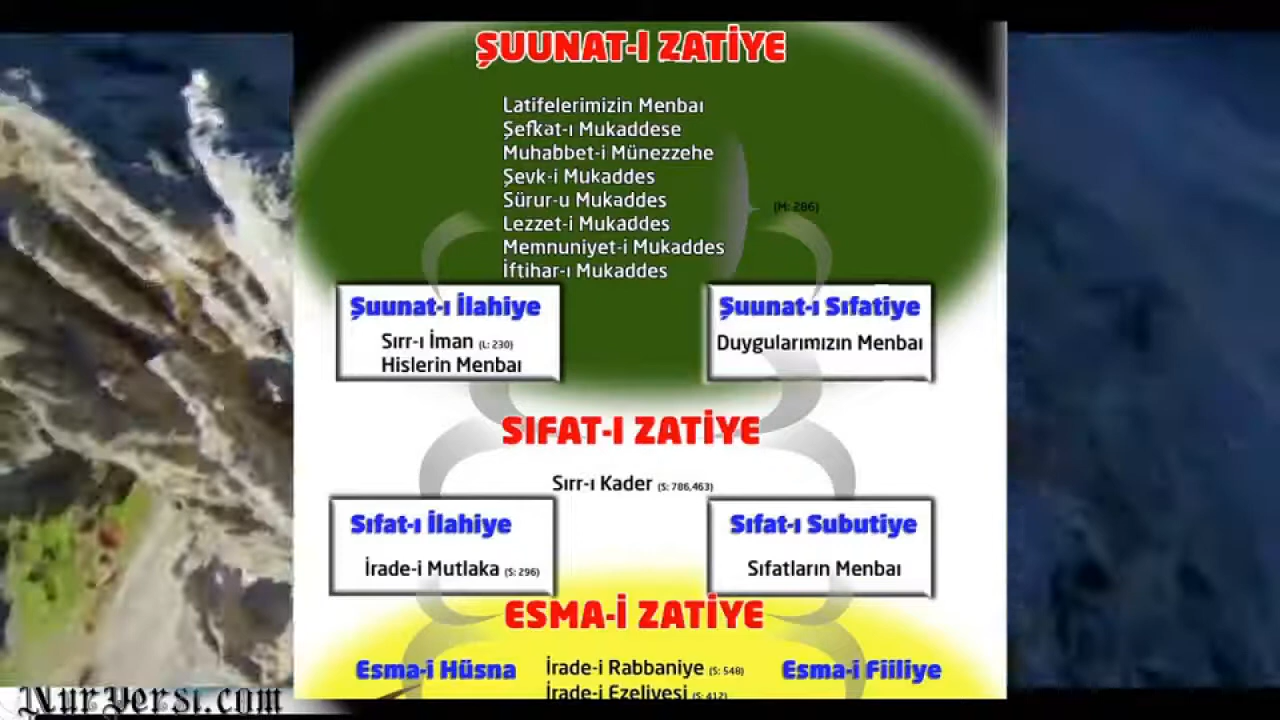 ŞUUNAT-I ZATİYE
Latifelerimizin Menbaı
Şefkat-ı Mukaddese
Muhabbet-i Münezzehe
Şevk-i Mukaddes
Sürur-u Mukaddes
(M: 286)
Lezzet-i Mukaddes
Memnuniyet-i Mukaddes
İftihar-ı Mukaddes
Şuunat-ı İlahiye
Sırr-ı İman (L: 230)
Hislerin Menbaı
Şuunat-ı Sıfatiye
Duygularımızın Menbaı
SIFAT-I ZATİYE
Sırr-ı Kader (S: 786,463)
Sıfat-ı İlahiye
İrade-i Mutlaka (S: 296)
Sıfat-ı Subutiye
Sıfatların Menbaı
ESMA-İ ZATİYE
Esma-i Hüsna
İrade-i Rabbaniye (S: 548)
İrade-i Ezeliyesi (S: 412)
Esma-i Fiiliye
NurVersi.com